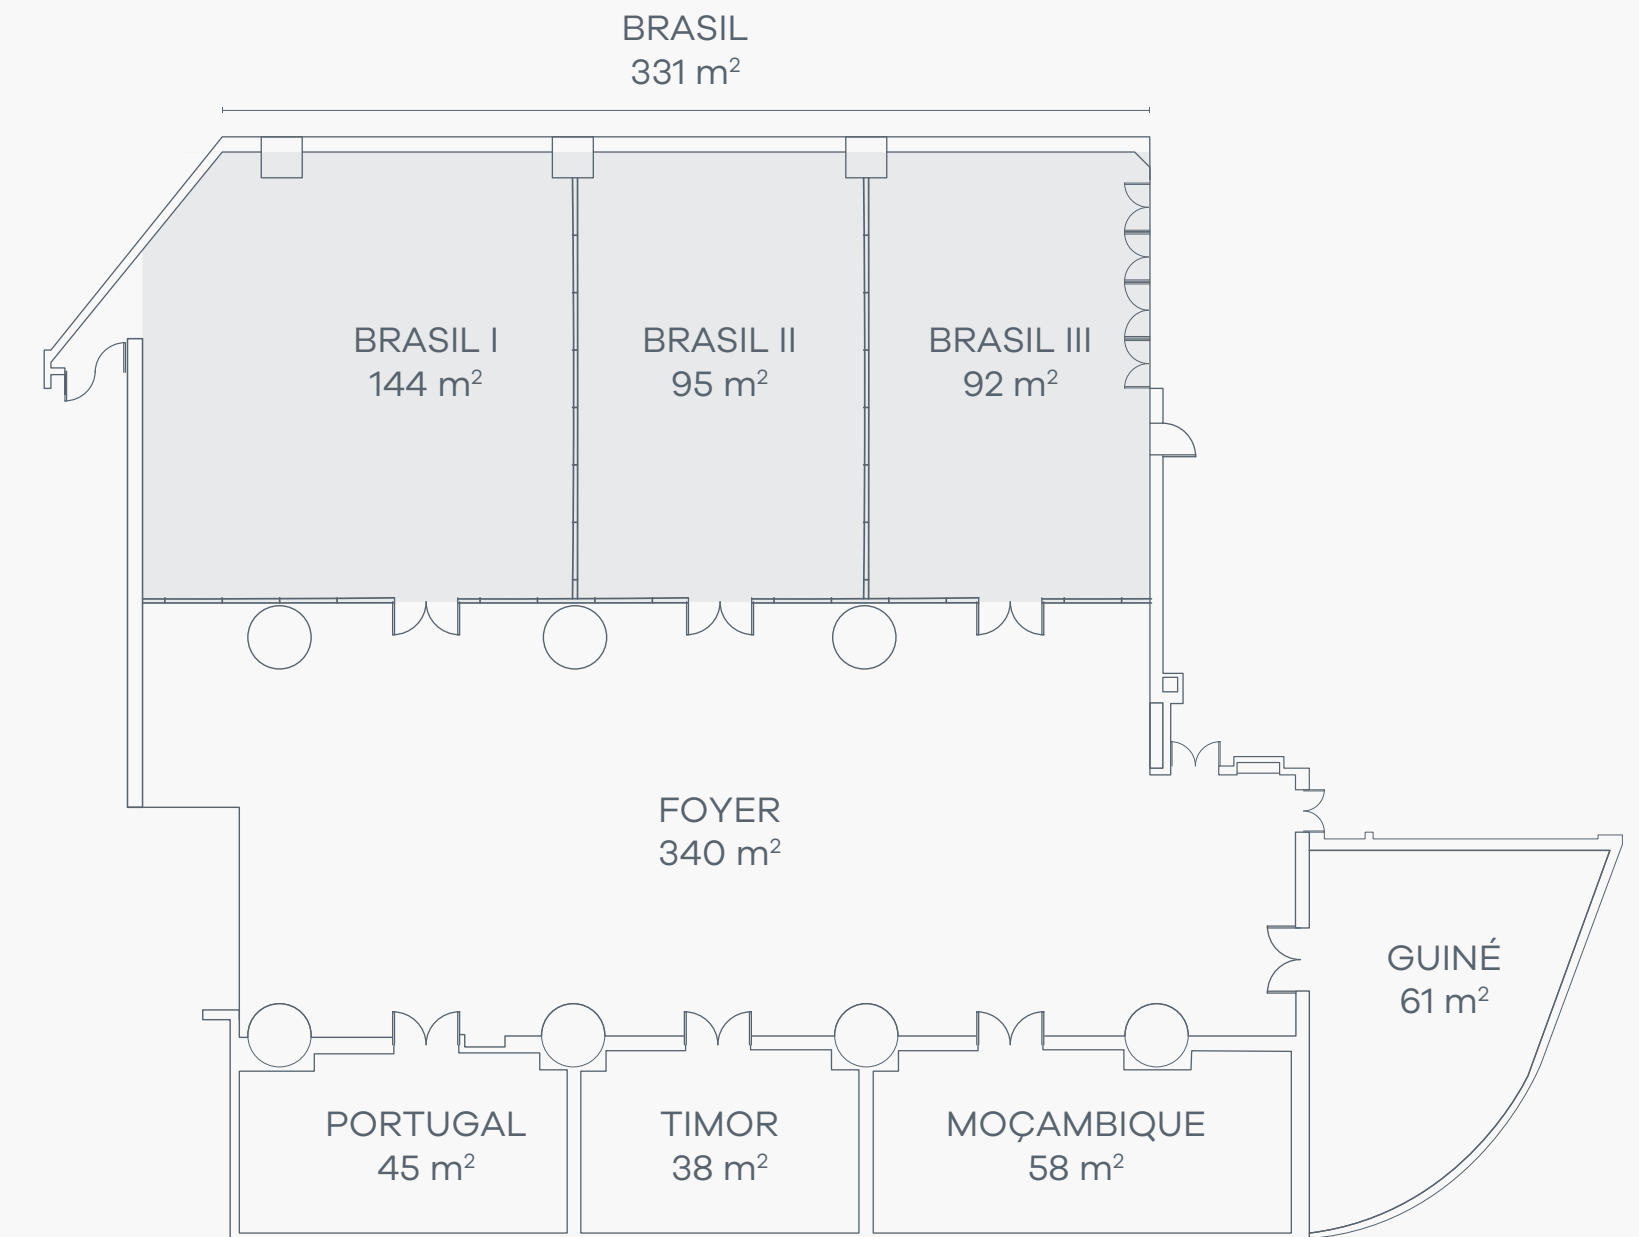 BRASIL
331 m²
BRASIL I
144 m²
BRASIL II
95 m²
BRASIL III
92 m²
FOYER
340 m²
GUINÉ
61 m²
PORTUGAL
45 m²
TIMOR
38 m²
MOÇAMBIQUE
58 m²